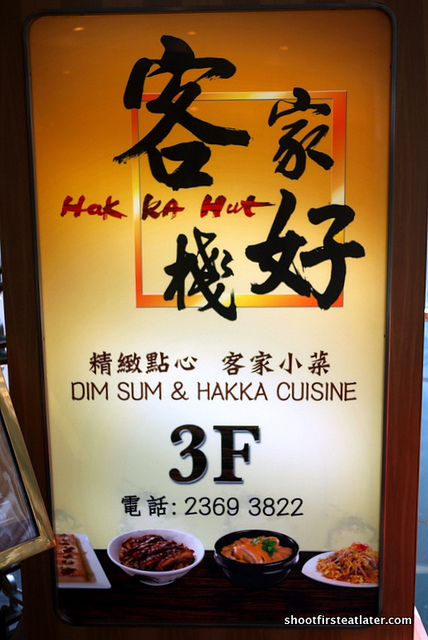 客家
Hak KA Hut
棧好
精緻點心 客家小菜
DIM SUM & HAKKA CUISINE
3F
電話: 2369 3822
shootfirsteatlater.com